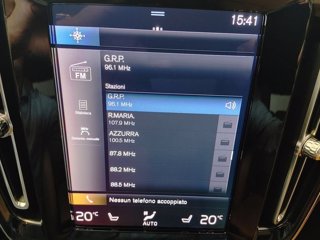 15:41
G.R.P.
96.1 MHz
FM
Stazioni
G.R.P.
96.1 MHz
R.MARIA.
107.9 MHz
AZZURRA
100.5 MHz
87.8 MHz
88.2 MHz
88.5 MHz
Nessun telefono accoppiato
20°
AUTO
20°